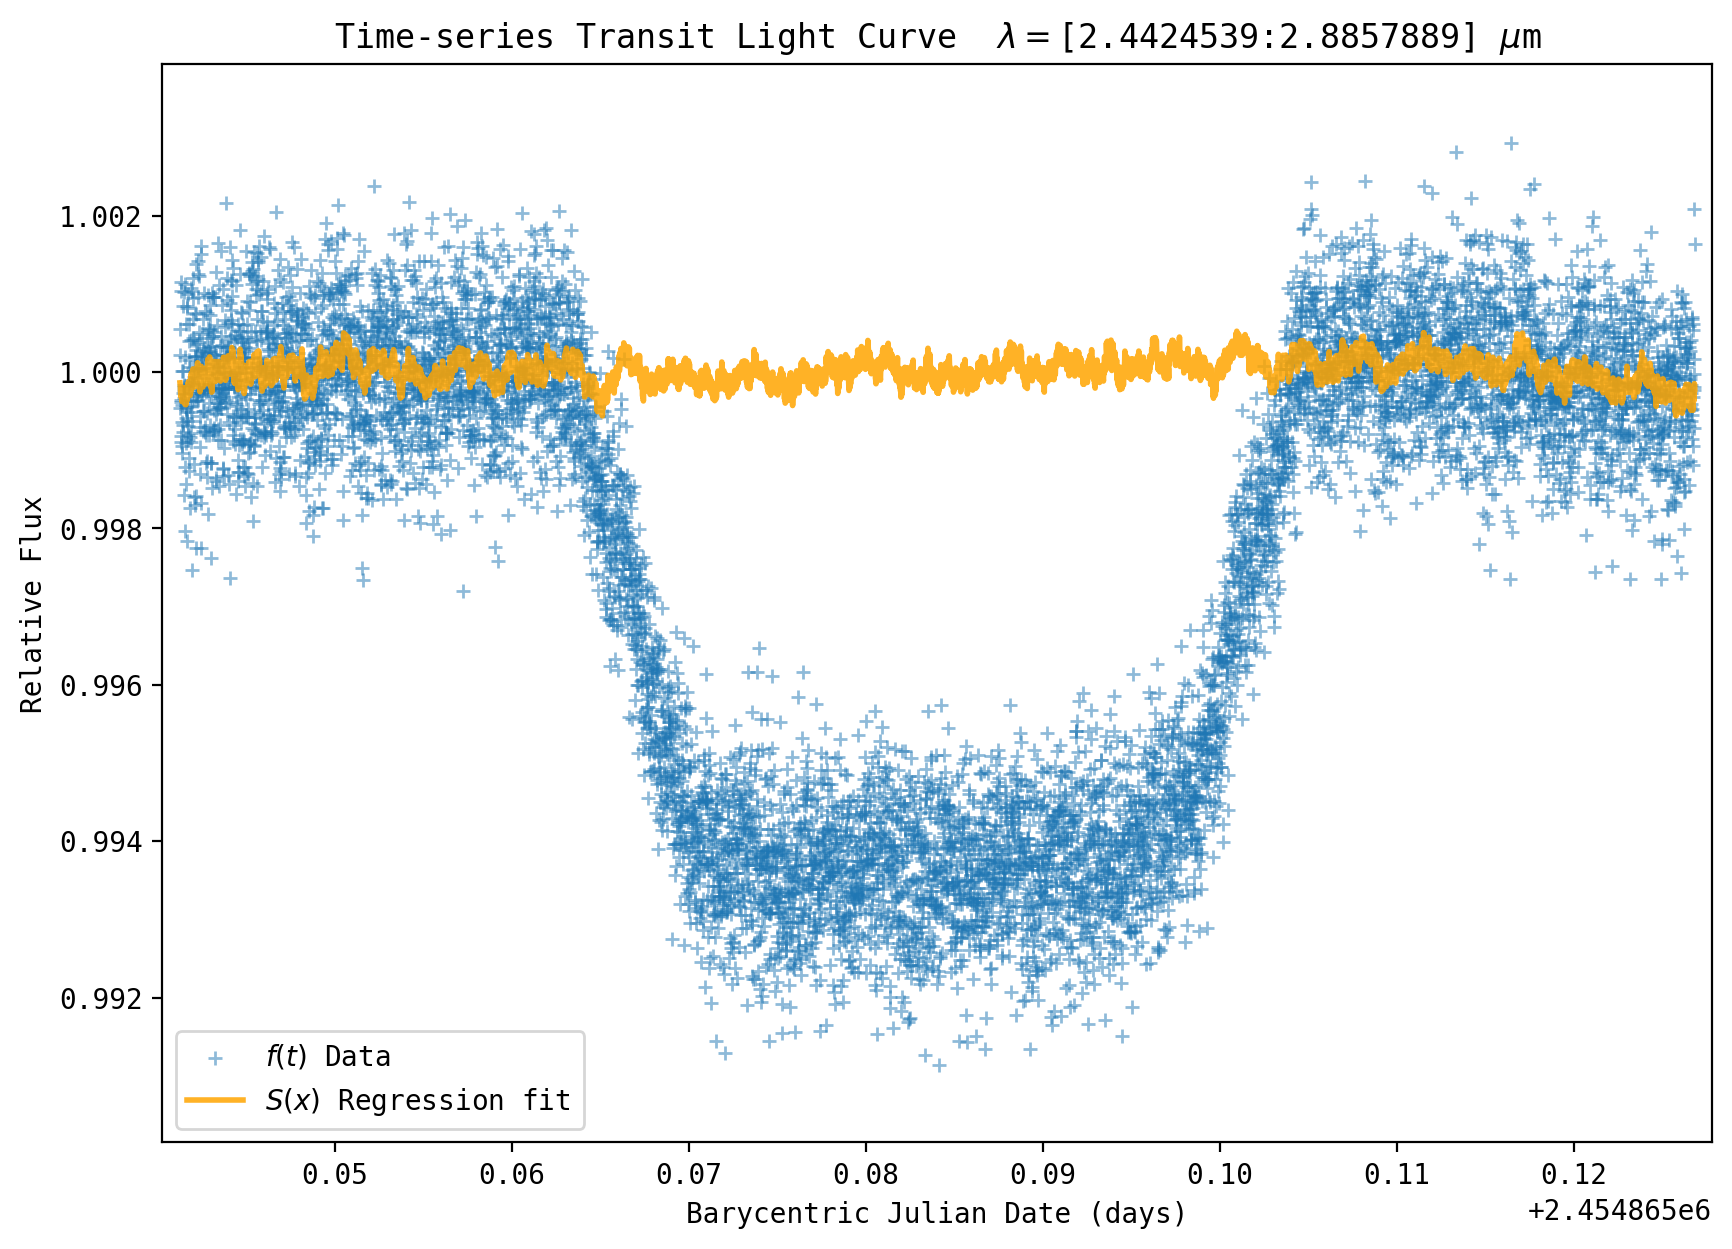 Time-series Transit Light Curve λ=[2.4424539:2.8857889] μm
Relative Flux
1.002
1.000
0.998
0.996
0.994
0.992
f(t) Data
S(x) Regression fit
0.05 0.06 0.07 0.08 0.09 0.10 0.11 0.12
+2.454865e6
Barycentric Julian Date (days)